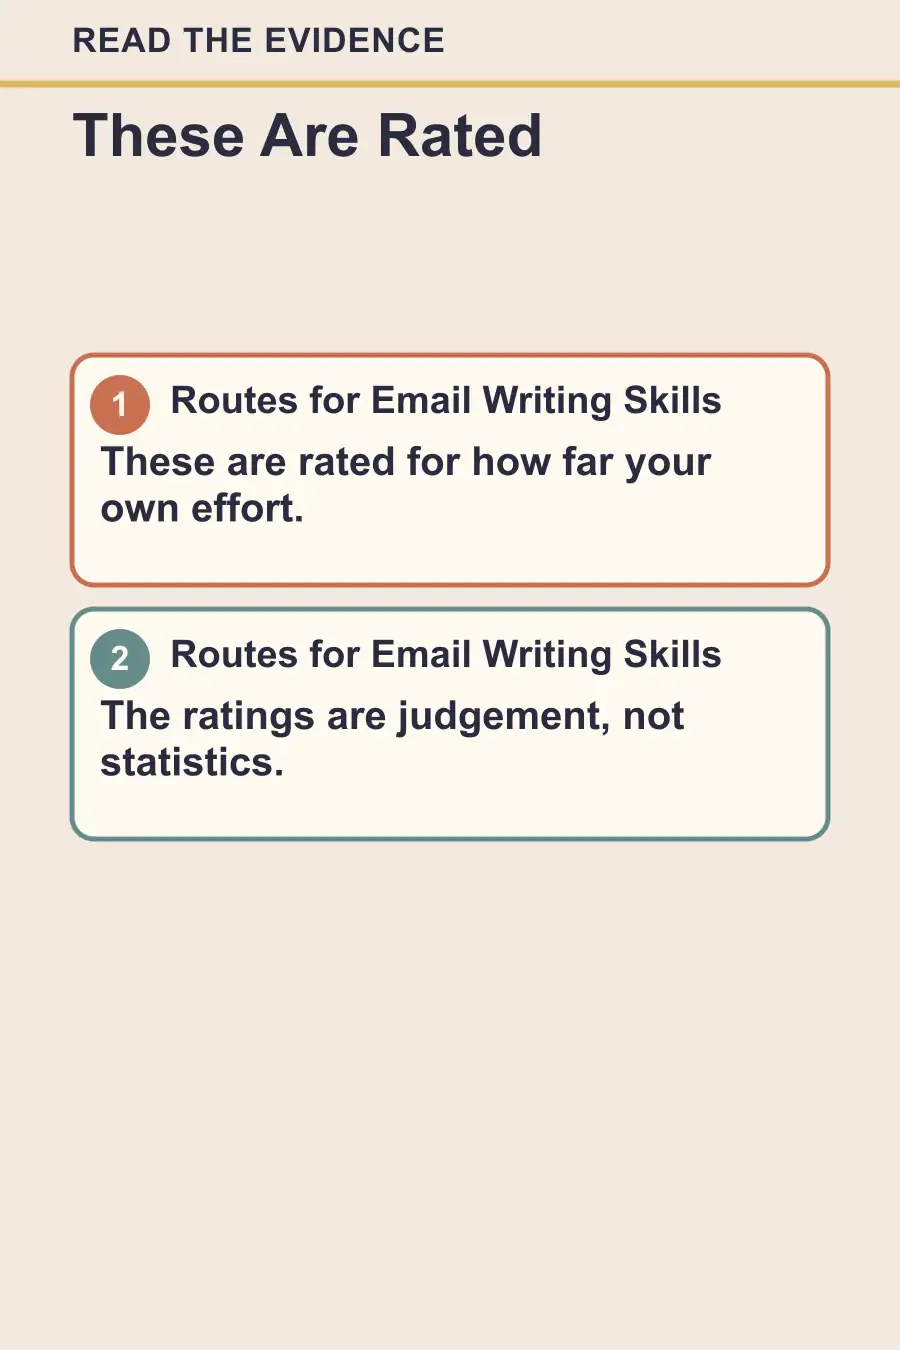 READ THE EVIDENCE
These Are Rated
1 Routes for Email Writing Skills
These are rated for how far your
own effort.
2 Routes for Email Writing Skills
The ratings are judgement, not
statistics.